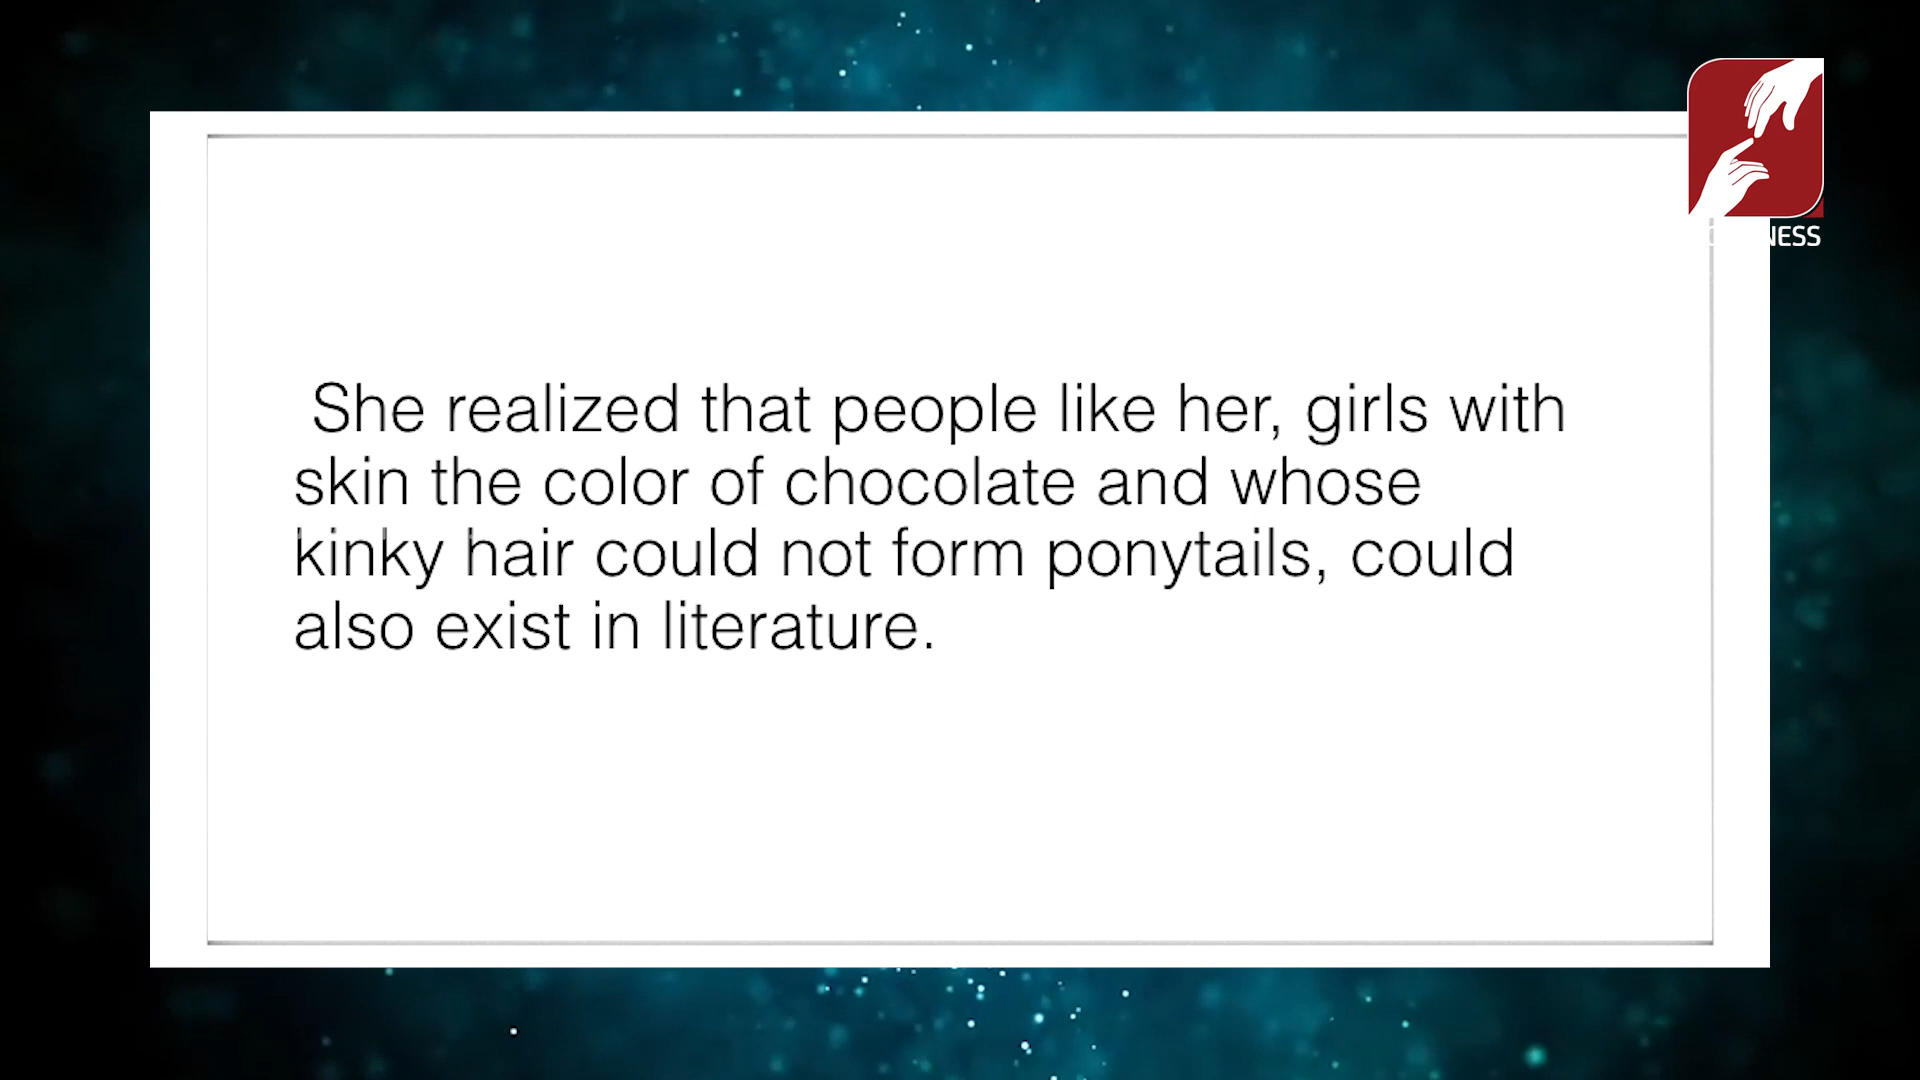 NESS
She realized that people like her, girls with
skin the color of chocolate and whose
kinky hair could not form ponytails, could
also exist in literature.